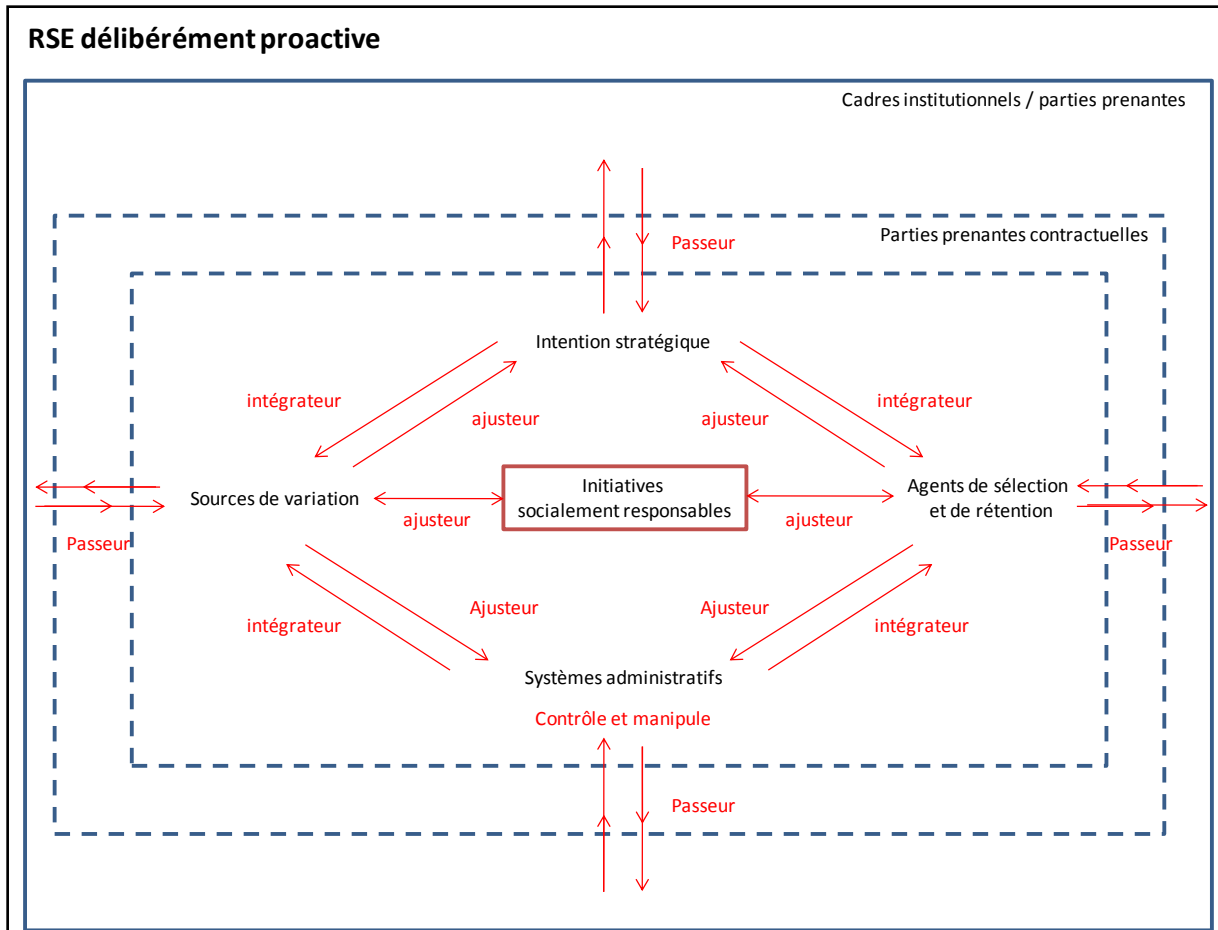 RSE délibérément proactive
Cadres institutionnels / parties prenantes
Parties prenantes contractuelles
Passeur
Intention stratégique
intégrateur
ajusteur
ajusteur
intégrateur
Sources de variation
ajusteur
Initiatives
socialement responsables
ajusteur
Agents de sélection
et de rétention
Passeur
Passeur
intégrateur
Ajusteur
Ajusteur
intégrateur
Systèmes administratifs
Contrôle et manipule
Passeur